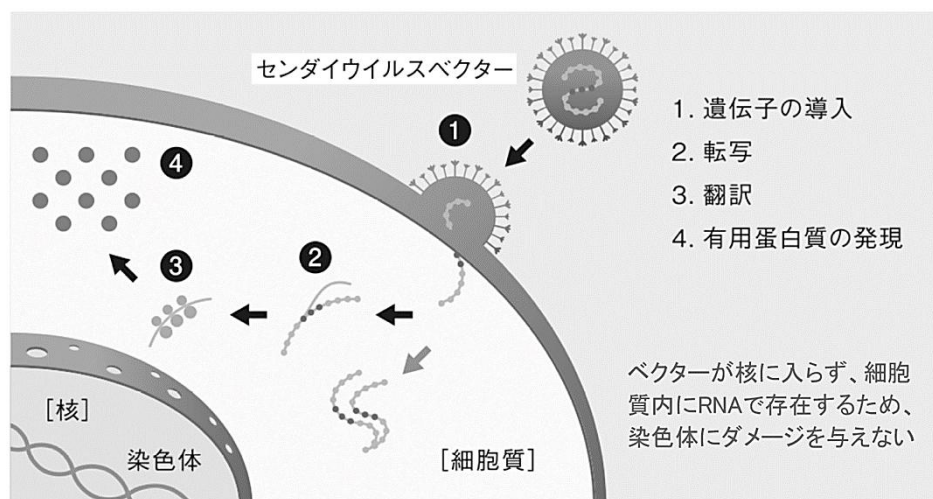 センダイウイルスベクター
❶
1. 遺伝子の導入
2. 転写
3. 翻訳
4. 有用蛋白質の発現
❹
❸
❷
ベクターが核に入らず、細胞
質内にRNAで存在するため、
染色体にダメージを与えない
[核]
染色体
[細胞質]